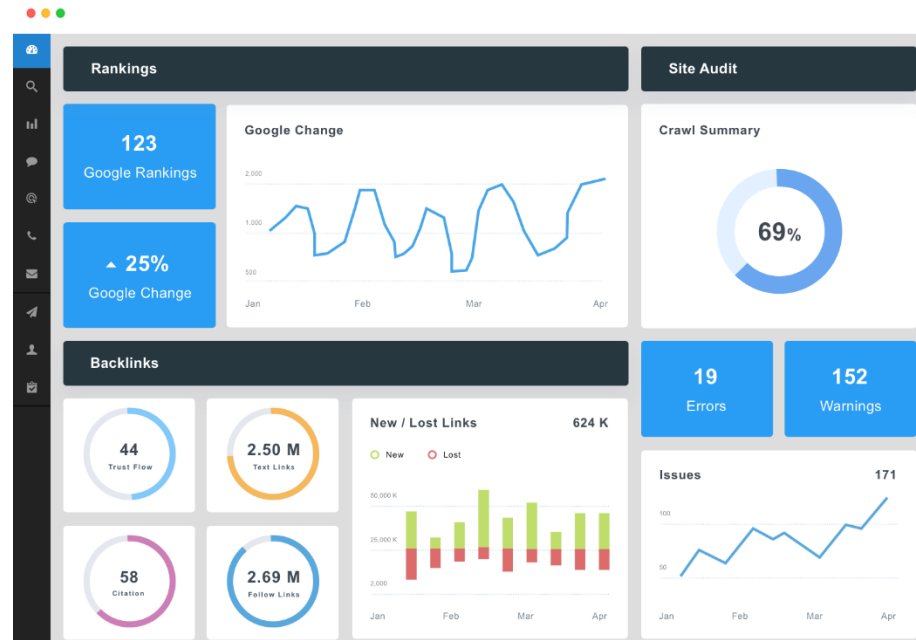 Rankings
Site Audit
123
Google Rankings
25%
Google Change
Google Change
2,000
1,000
500
Jan Feb Mar Apr
Crawl Summary
69%
Backlinks
19
Errors
152
Warnings
44
Trust Flow
2.50 M
Text Links
58
Citation
2.69 M
Follow Links
New / Lost Links 624 K
New Lost
50,000 K
25,000 K
2,000
Jan Feb Mar Apr
Issues 171
100
50
Jan Feb Mar Apr